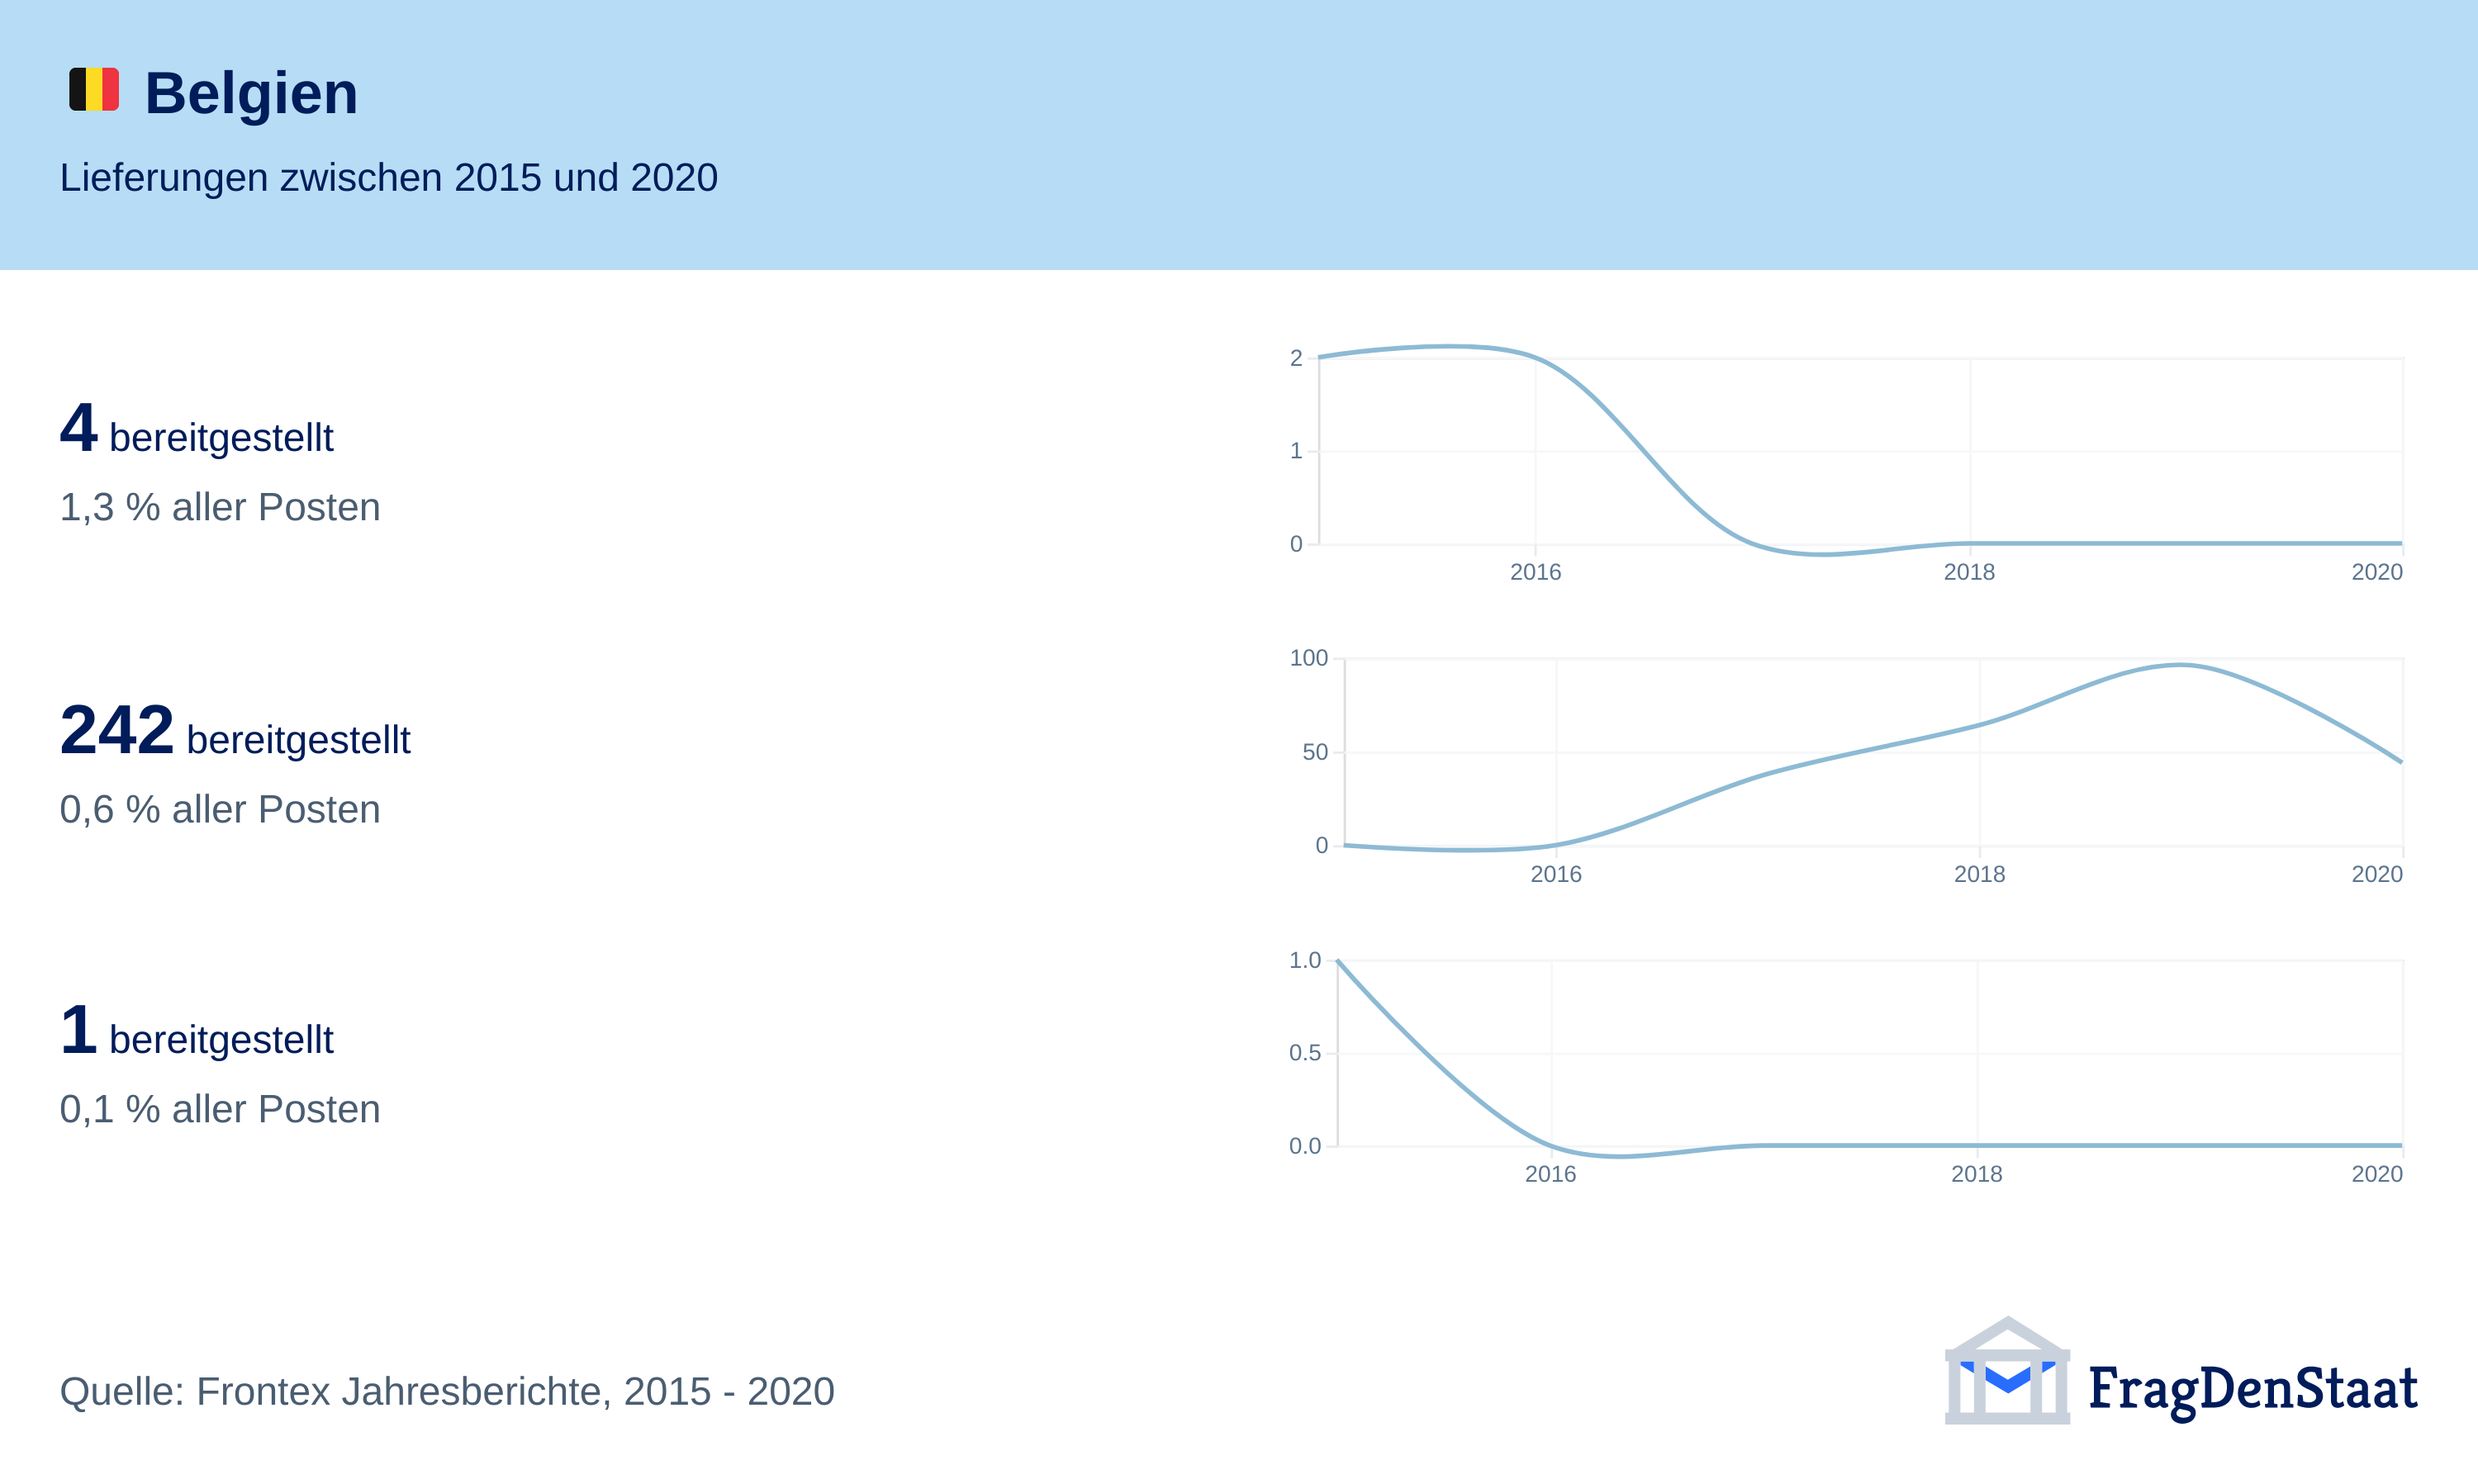 Belgien
Lieferungen zwischen 2015 und 2020
4 bereitgestellt
1,3 % aller Posten
2
1
0
2016
2018
2020
242 bereitgestellt
0,6 % aller Posten
100
50
0
2016
2018
2020
1 bereitgestellt
0,1 % aller Posten
1.0
0.5
0.0
2016
2018
2020
Quelle: Frontex Jahresberichte, 2015 - 2020
FragDenStaat